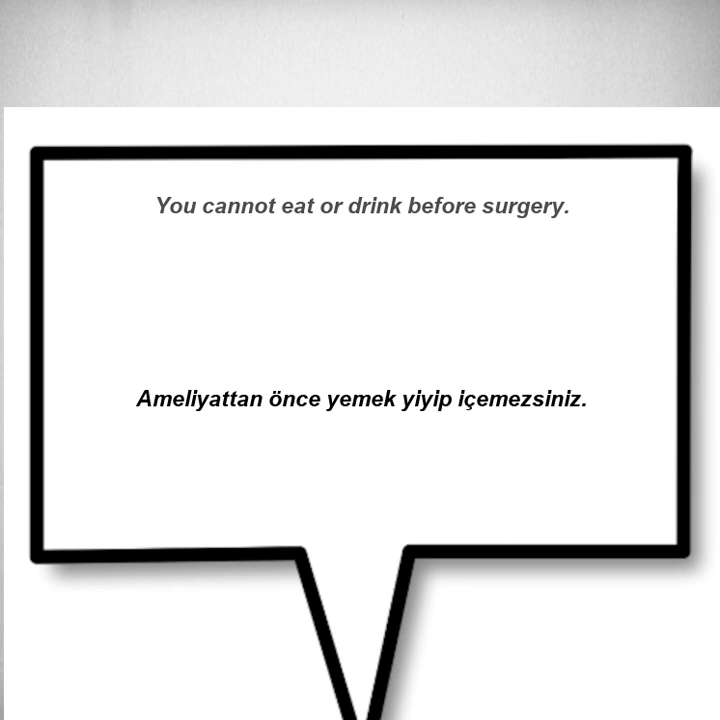 You cannot eat or drink before surgery.
Ameliyattan önce yemek yiyip içemezsiniz.